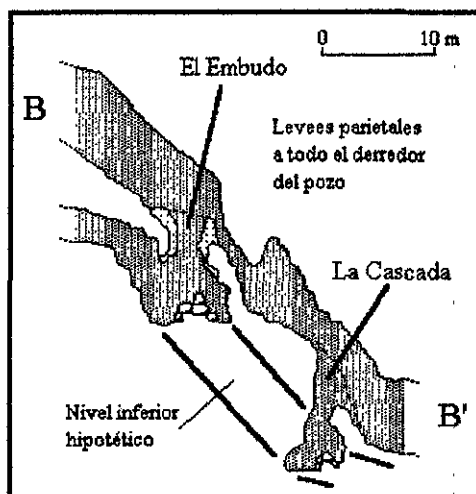 0 10 m
El Embudo
B
Levees parietales
a todo el derredor
del pozo
La Cascada
B'
Nivel inferior
hipotético